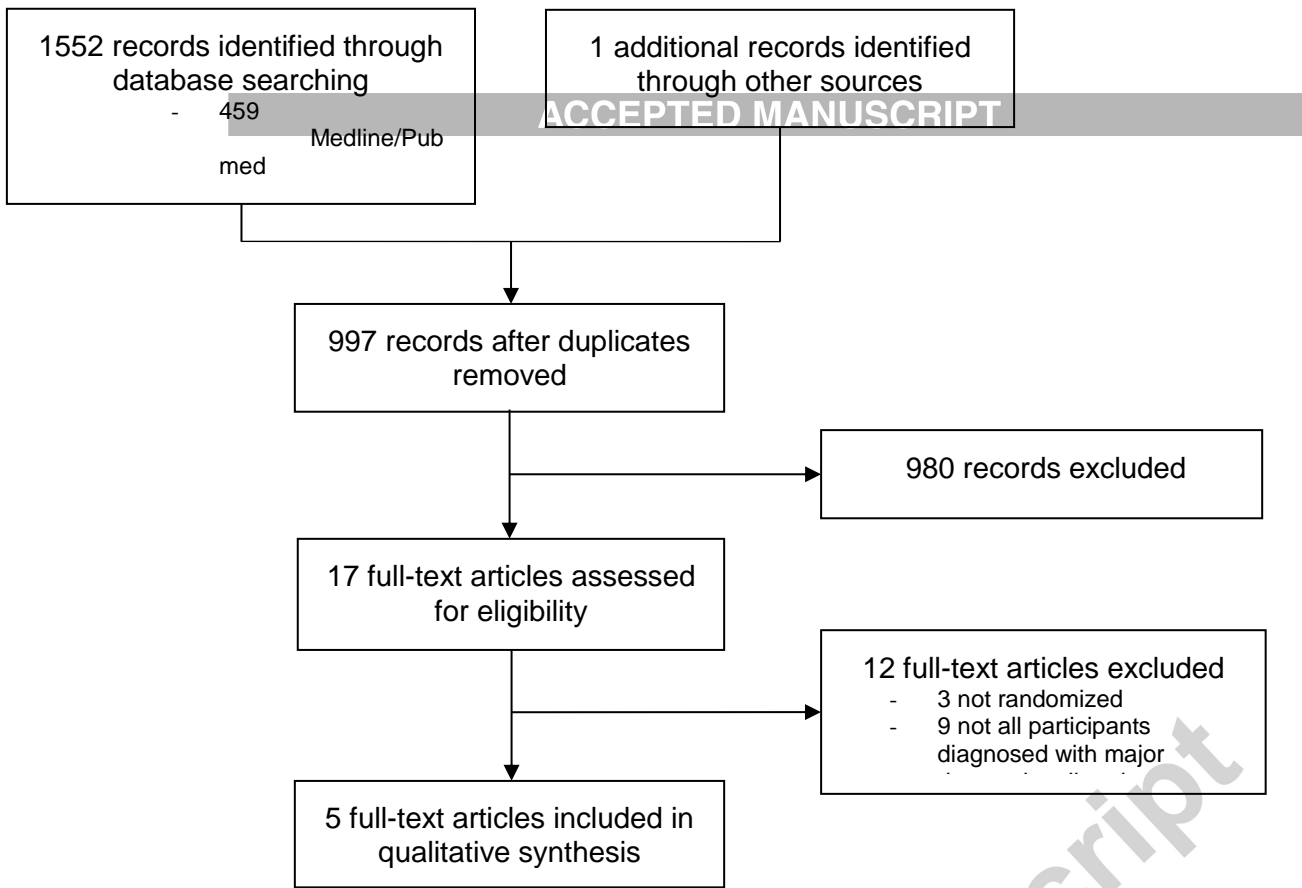 1552 records identified through
database searching
- 459
Medline/Pub
med
1 additional records identified
through other sources
ACCEPTED MANUSCRIPT
997 records after duplicates
removed
980 records excluded
17 full-text articles assessed
for eligibility
12 full-text articles excluded
- 3 not randomized
- 9 not all participants
diagnosed with major
5 full-text articles included in
qualitative synthesis
cript